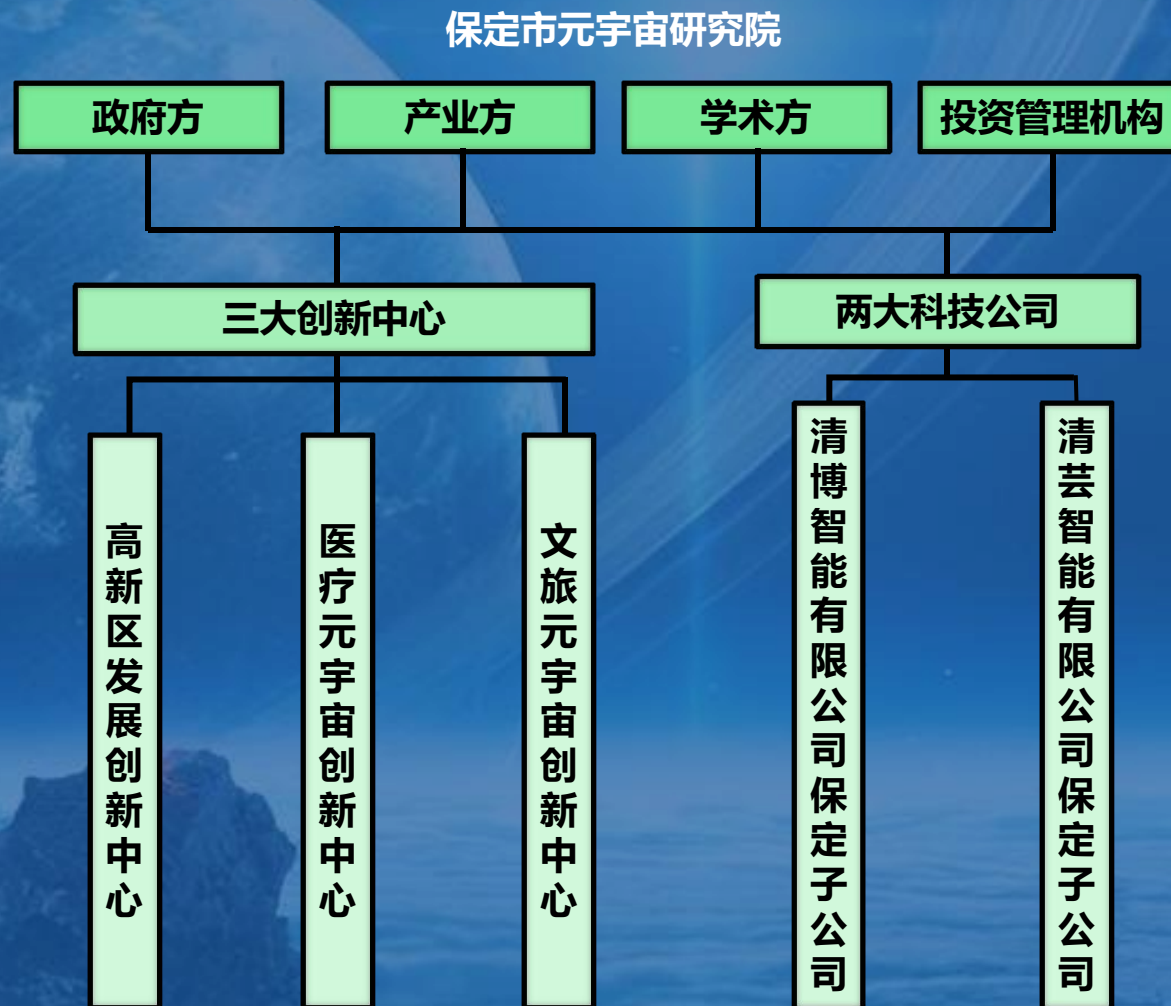 保定市元宇宙研究院
政府方
产业方
学术方
投资管理机构
三大创新中心
两大科技公司
高新区发展创新中心
医疗元宇宙创新中心
文旅元宇宙创新中心
清博智能有限公司保定子公司
清芸智能有限公司保定子公司